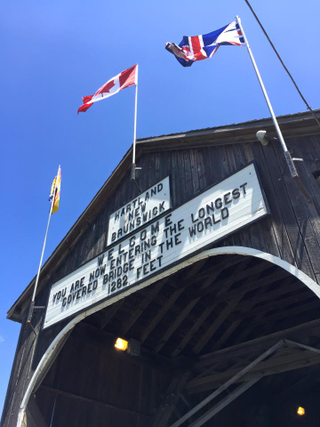 HARTLAND
NEW
BRUNSWICK
WELCOME
YOU ARE NOW ENTERING THE LONGEST
COVERED BRIDGE IN THE WORLD
1282 FEET